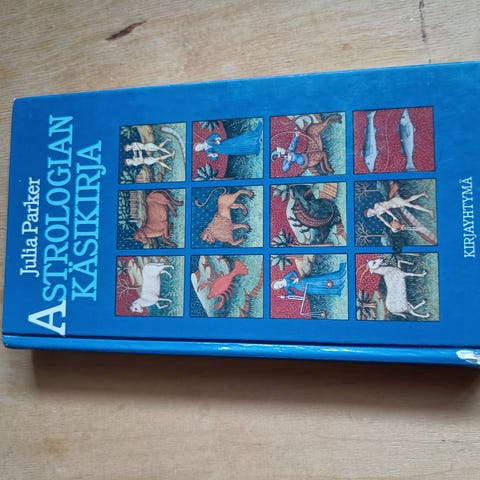 Julia Parker
ASTROLOGIAN
KÄSIKIRJA
KIRJAYHTYMÄ